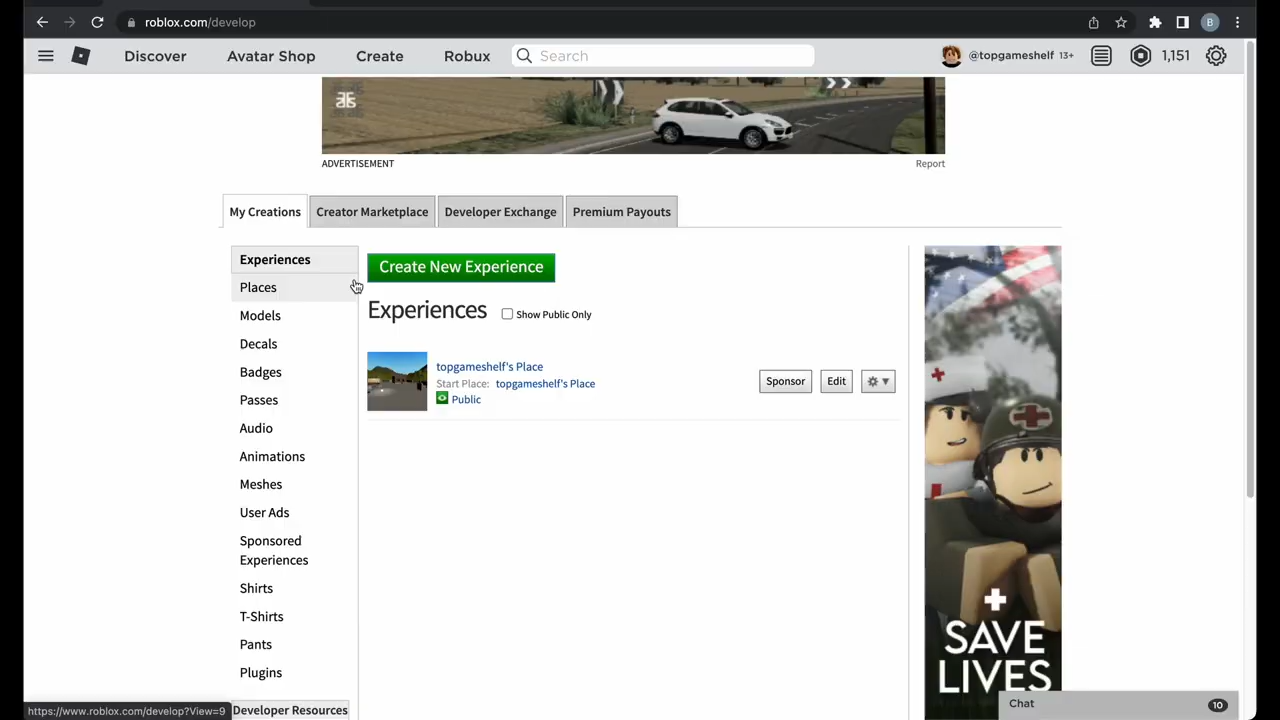 roblox.com/develop
B
Discover
Avatar Shop
Create
Robux
Search
@topgameshelf 13+
1,151
ADVERTISEMENT
Report
My Creations
Creator Marketplace
Developer Exchange
Premium Payouts
Experiences
Places
Models
Decals
Badges
Passes
Audio
Animations
Meshes
User Ads
Sponsored
Experiences
Shirts
T-Shirts
Pants
Plugins
Developer Resources
Create New Experience
Experiences
Show Public Only
topgameshelf's Place
Start Place: topgameshelf's Place
Public
Sponsor
Edit
SAVE
LIVES
Chat
10
https://www.roblox.com/develop?View=9